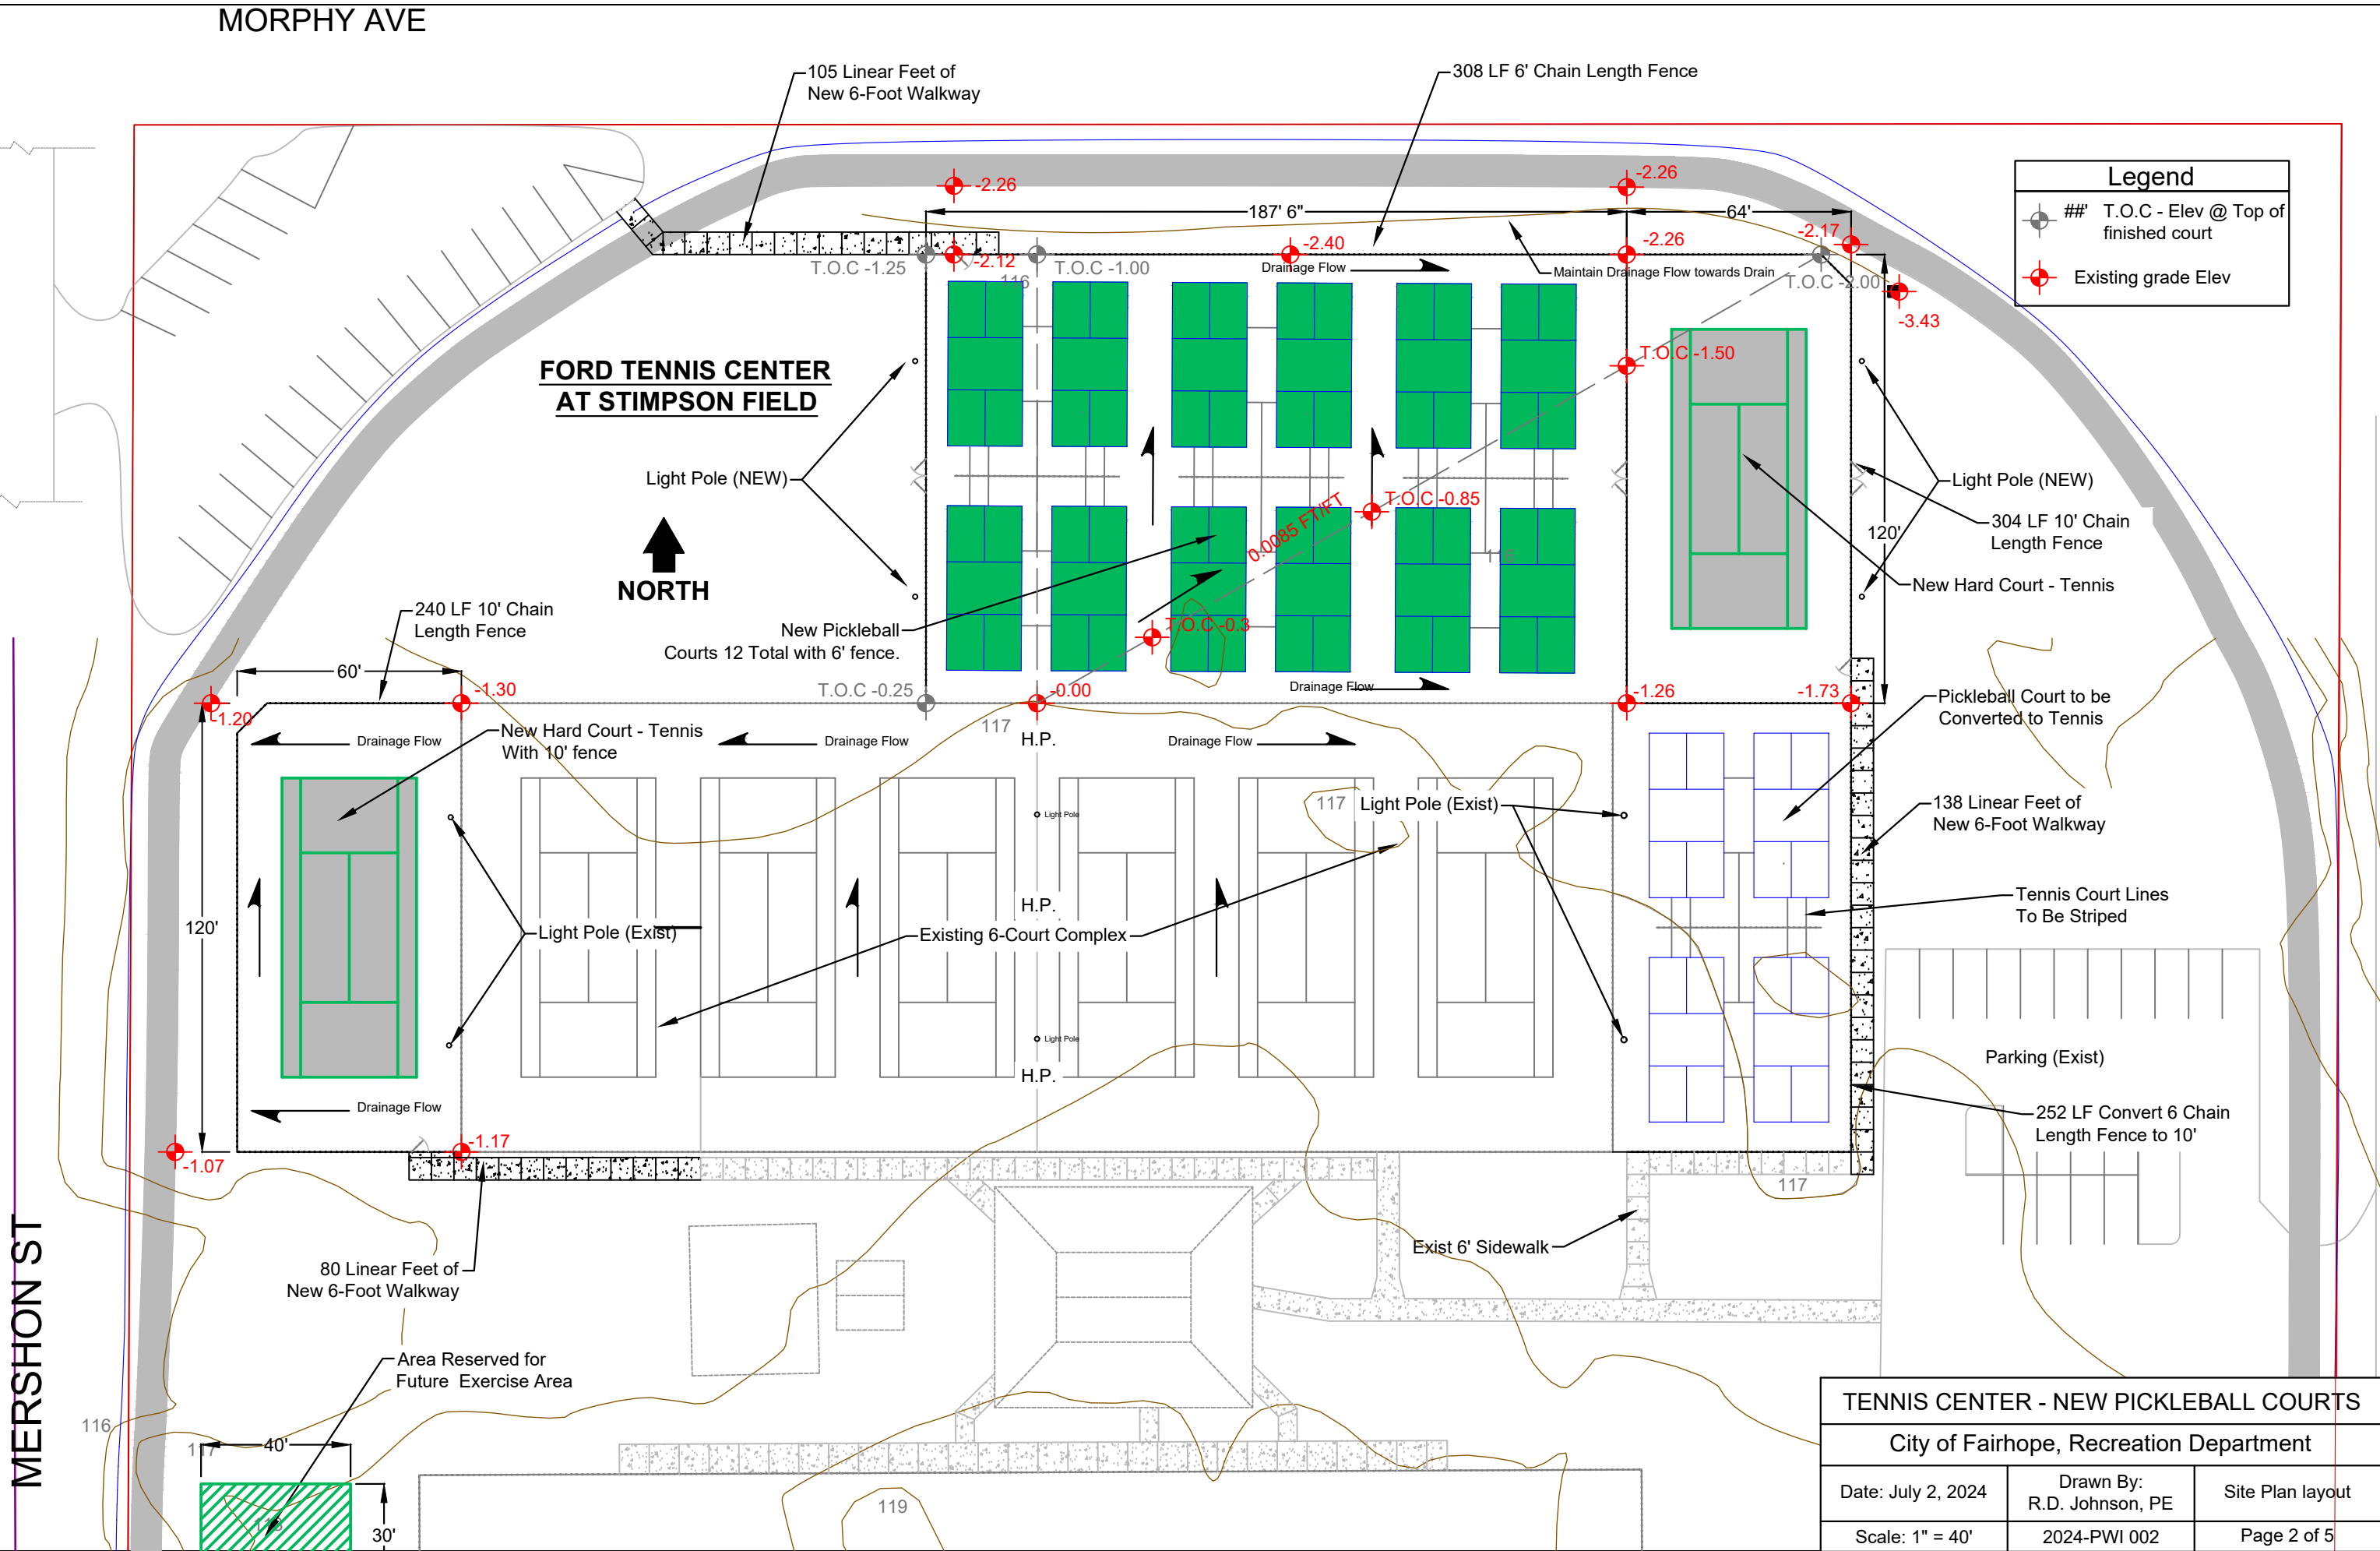 MORPHY AVE
105 Linear Feet of
New 6-Foot Walkway
308 LF 6' Chain Length Fence
Legend
##' T.O.C - Elev @ Top of
finished court
Existing grade Elev
-2.26
-2.26
187' 6"
64'
-2.17
-2.12
-2.40
-2.26
T.O.C -1.25
T.O.C -1.00
116
Drainage Flow
Maintain Drainage Flow towards Drain
T.O.C -2.00
-3.43
FORD TENNIS CENTER
AT STIMPSON FIELD
T.O.C -1.50
Light Pole (NEW)
Light Pole (NEW)
T.O.C -0.85
0.0085 FT/FT
304 LF 10' Chain
Length Fence
120'
NORTH
New Hard Court - Tennis
240 LF 10' Chain
Length Fence
New Pickleball
Courts 12 Total with 6' fence.
T.O.C -0.3
60'
-1.30
-1.20
T.O.C -0.25
-0.00
Drainage Flow
-1.26
-1.73
Pickleball Court to be
Converted to Tennis
117
H.P.
New Hard Court - Tennis
With 10' fence
Drainage Flow
Drainage Flow
Drainage Flow
117
Light Pole (Exist)
Light Pole
138 Linear Feet of
New 6-Foot Walkway
120'
H.P.
Light Pole (Exist)
Existing 6-Court Complex
Tennis Court Lines
To Be Striped
Light Pole
H.P.
Parking (Exist)
Drainage Flow
252 LF Convert 6 Chain
Length Fence to 10'
-1.07
-1.17
117
80 Linear Feet of
New 6-Foot Walkway
Exist 6' Sidewalk
MERSHON ST
Area Reserved for
Future Exercise Area
116
117
40'
30'
119
TENNIS CENTER - NEW PICKLEBALL COURTS
City of Fairhope, Recreation Department
Date: July 2, 2024
Drawn By:
R.D. Johnson, PE
Site Plan layout
Scale: 1" = 40'
2024-PWI 002
Page 2 of 5